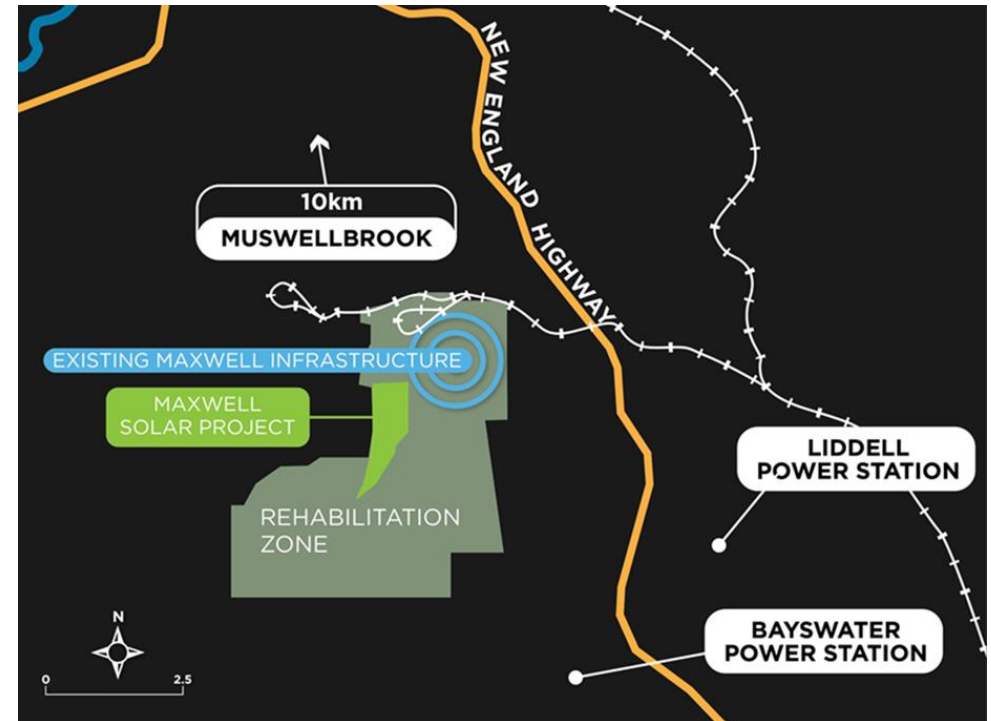 NEW ENGLAND HIGHWAY
10km
MUSWELLBROOK
EXISTING MAXWELL INFRASTRUCTURE
MAXWELL
SOLAR PROJECT
LIDDELL
POWER STATION
REHABILITATION
ZONE
BAYSWATER
POWER STATION
N
0 2.5